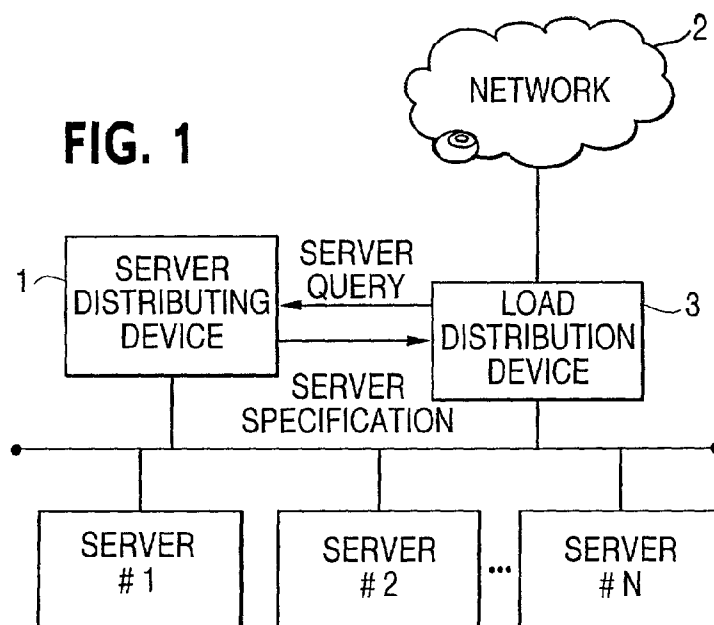 FIG. 1
2
NETWORK
1
SERVER
DISTRIBUTING
DEVICE
SERVER
QUERY
LOAD
DISTRIBUTION
DEVICE
3
SERVER
SPECIFICATION
SERVER
# 1
SERVER
# 2
...
SERVER
# N